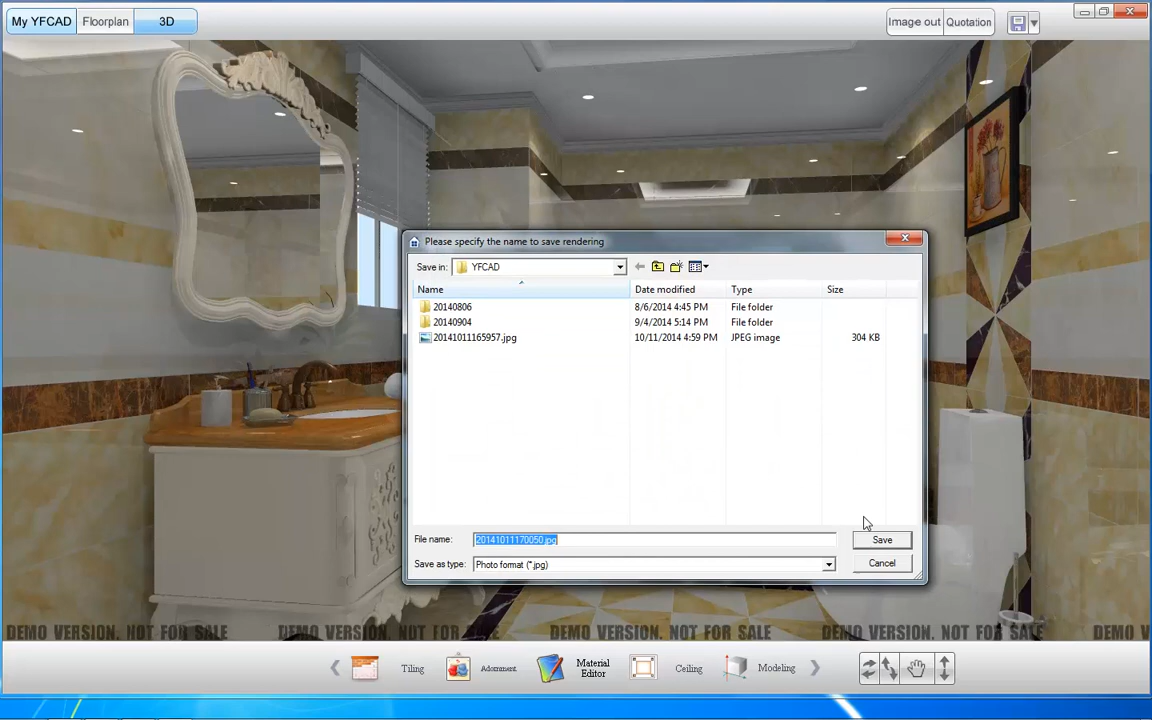 My YFCAD Floorplan 3D Image out Quotation
Please specify the name to save rendering
Save in: YFCAD
Name Date modified Type Size
20140806 8/6/2014 4:45 PM File folder
20140904 9/4/2014 5:14 PM File folder
20141011165957.jpg 10/11/2014 4:59 PM JPEG image 304 KB
File name: 20141011170050.jpg Save
Save as type: Photo format (*.jpg) Cancel
DEMO VERSION. NOT FOR SALE DEMO VERSION. NOT FOR SALE DEMO VERSION. NOT FOR SALE DEMO VERSION. NOT FOR SALE DEMO V
Tiling Adornment Material Editor Ceiling Modeling